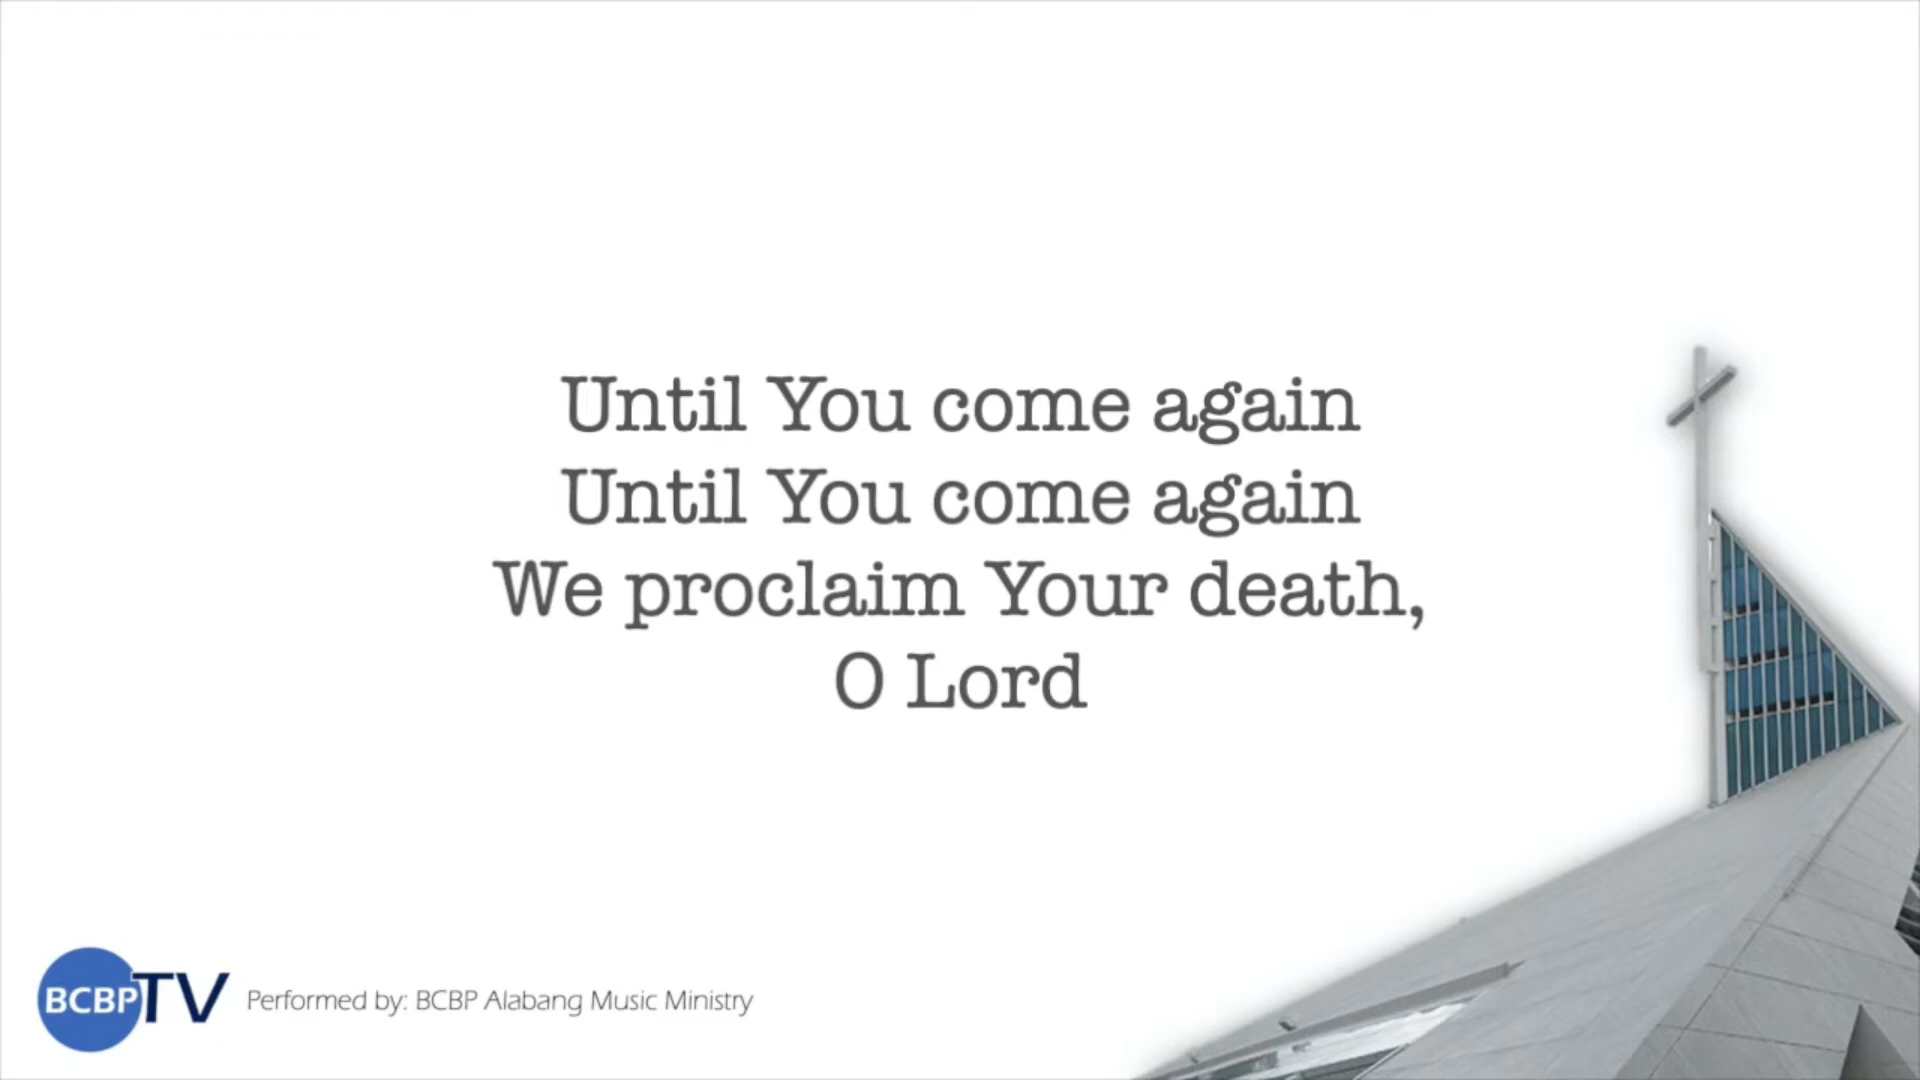 Until You come again
Until You come again
We proclaim Your death,
O Lord
BCBPTV Performed by: BCBP Alabang Music Ministry